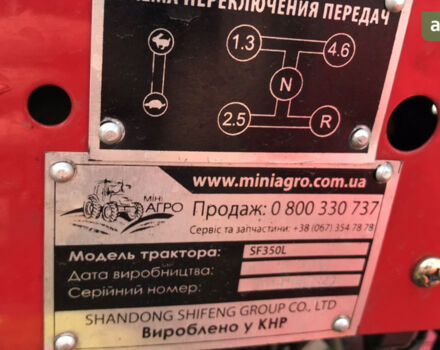 СХЕМА ПЕРЕКЛЮЧЕНИЯ ПЕРЕДАЧ
1.3
4.6
N
2.5
R
Міні
АГРО
www.miniagro.com.ua
Продаж: 0 800 330 737
Сервіс та запчастини: +38 (067) 354 78 78
Модель трактора: SF350L
Дата виробництва:
Серійний номер:
SHANDONG SHIFENG GROUP CO., LTD
Вироблено у КНР